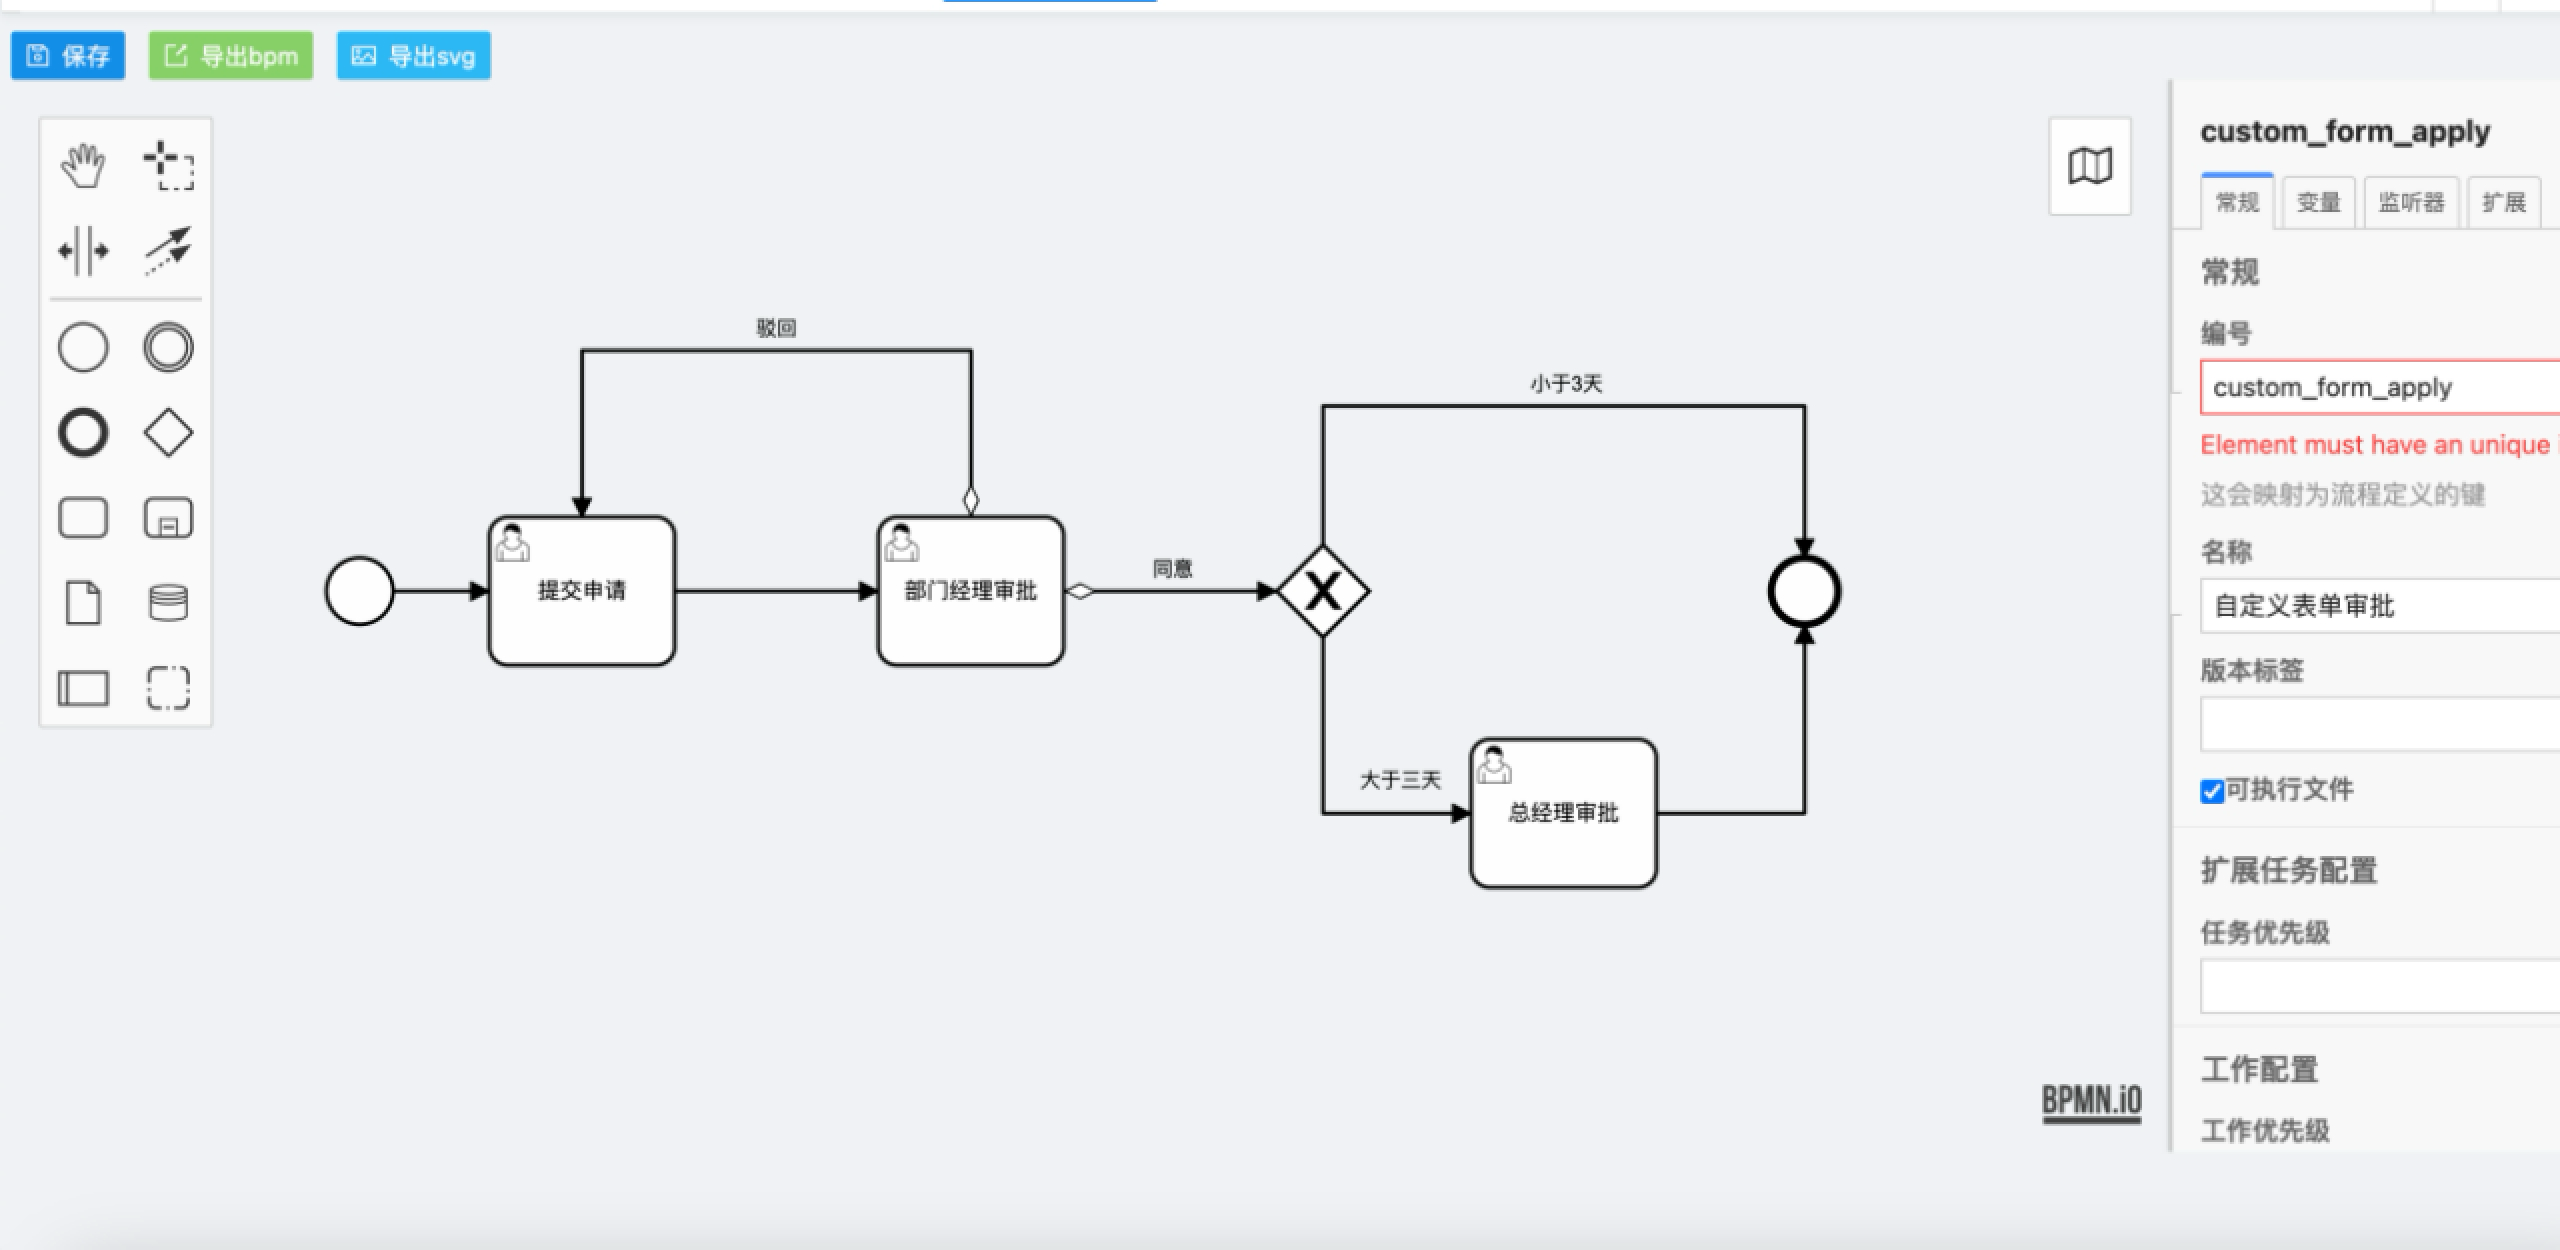 保存
导出bpm
导出svg
custom_form_apply
常规
变量
监听器
扩展
常规
编号
custom_form_apply
Element must have an unique
这会映射为流程定义的键
名称
自定义表单审批
版本标签
可执行文件
扩展任务配置
任务优先级
工作配置
工作优先级
驳回
小于3天
提交申请
部门经理审批
同意
大于三天
总经理审批
BPMN.iO